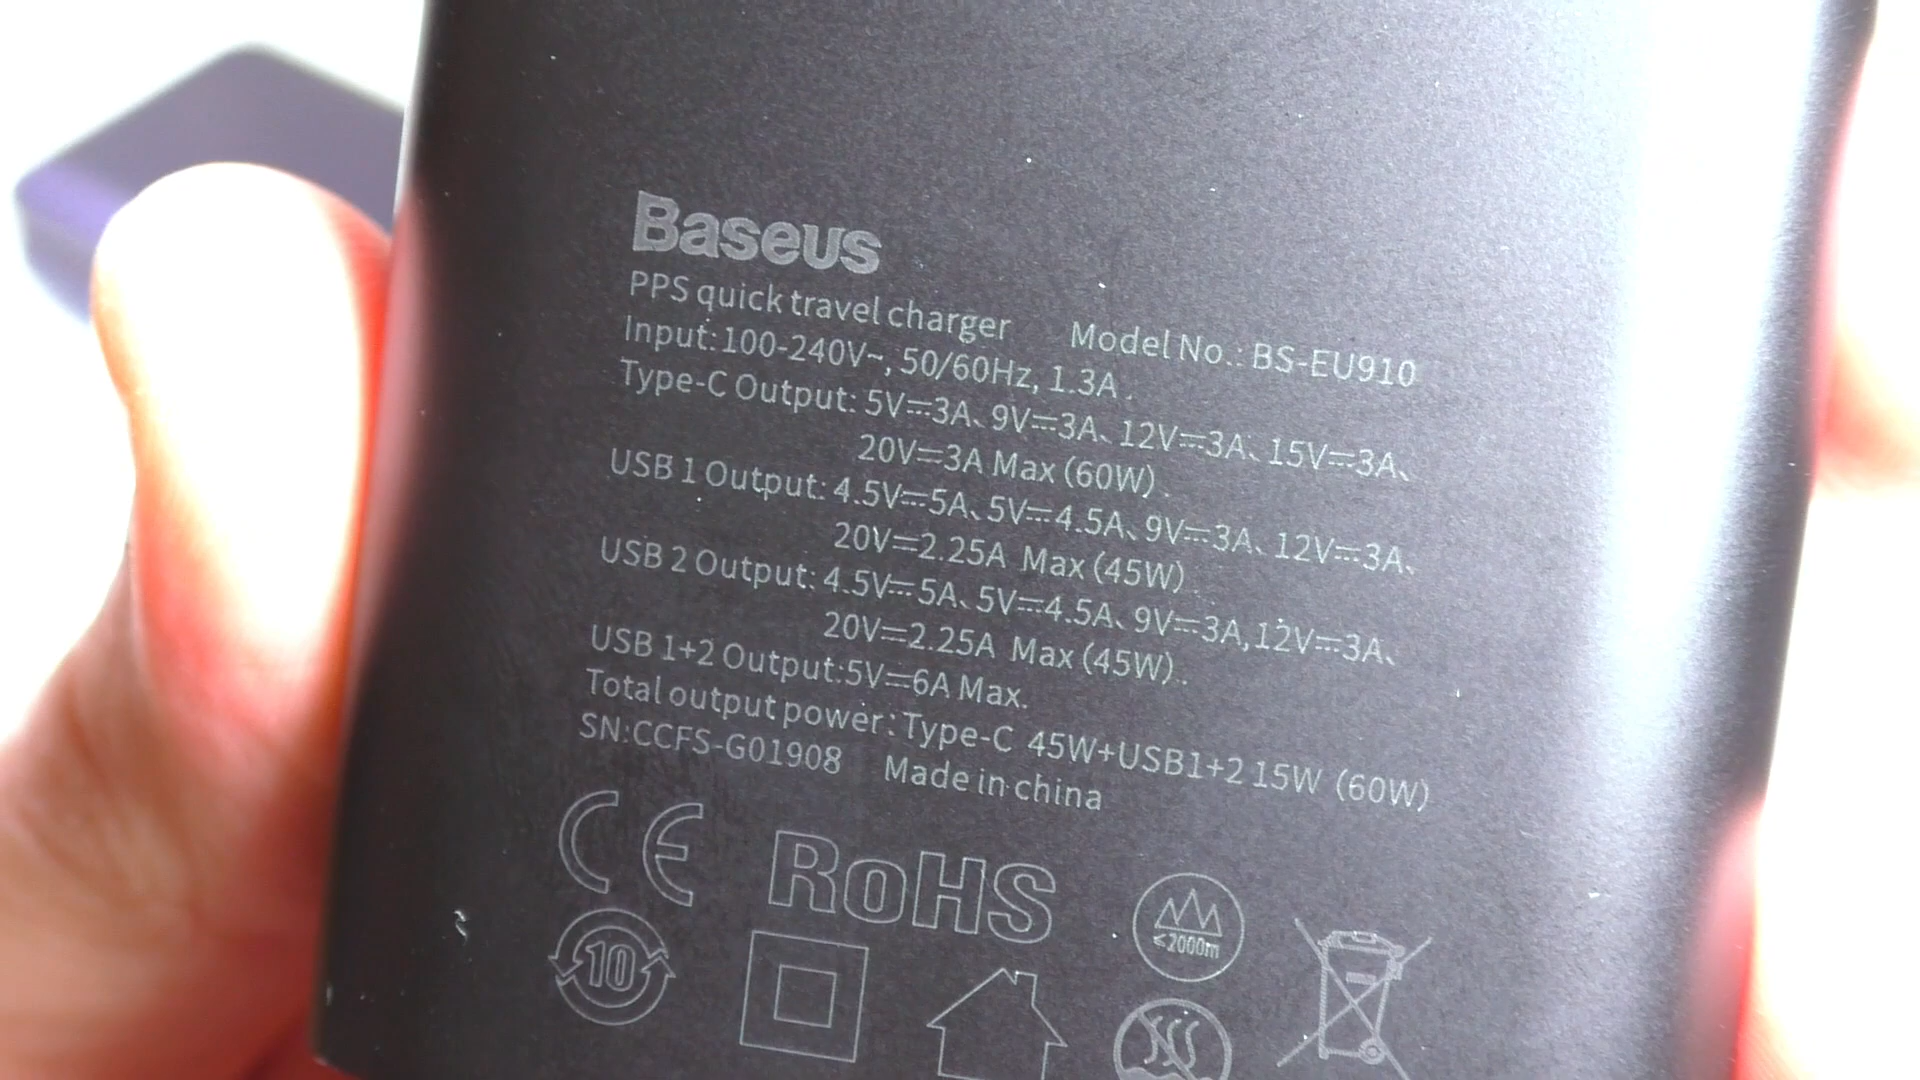 Baseus
PPS quick travel charger Model No.: BS-EU910
Input:100-240V~, 50/60Hz, 1.3A.
Type-C Output: 5V⎓3A、9V⎓3A、12V⎓3A、15V⎓3A、
20V⎓3A Max (60W).
USB 1 Output: 4.5V⎓5A、5V⎓4.5A、9V⎓3A、12V⎓3A、
20V⎓2.25A Max (45W).
USB 2 Output: 4.5V⎓5A、5V⎓4.5A、9V⎓3A,12V⎓3A、
20V⎓2.25A Max (45W).
USB 1+2 Output:5V⎓6A Max.
Total output power: Type-C 45W+USB1+2 15W (60W)
SN:CCFS-G01908 Made in china
CE RoHS
≤2000m
10